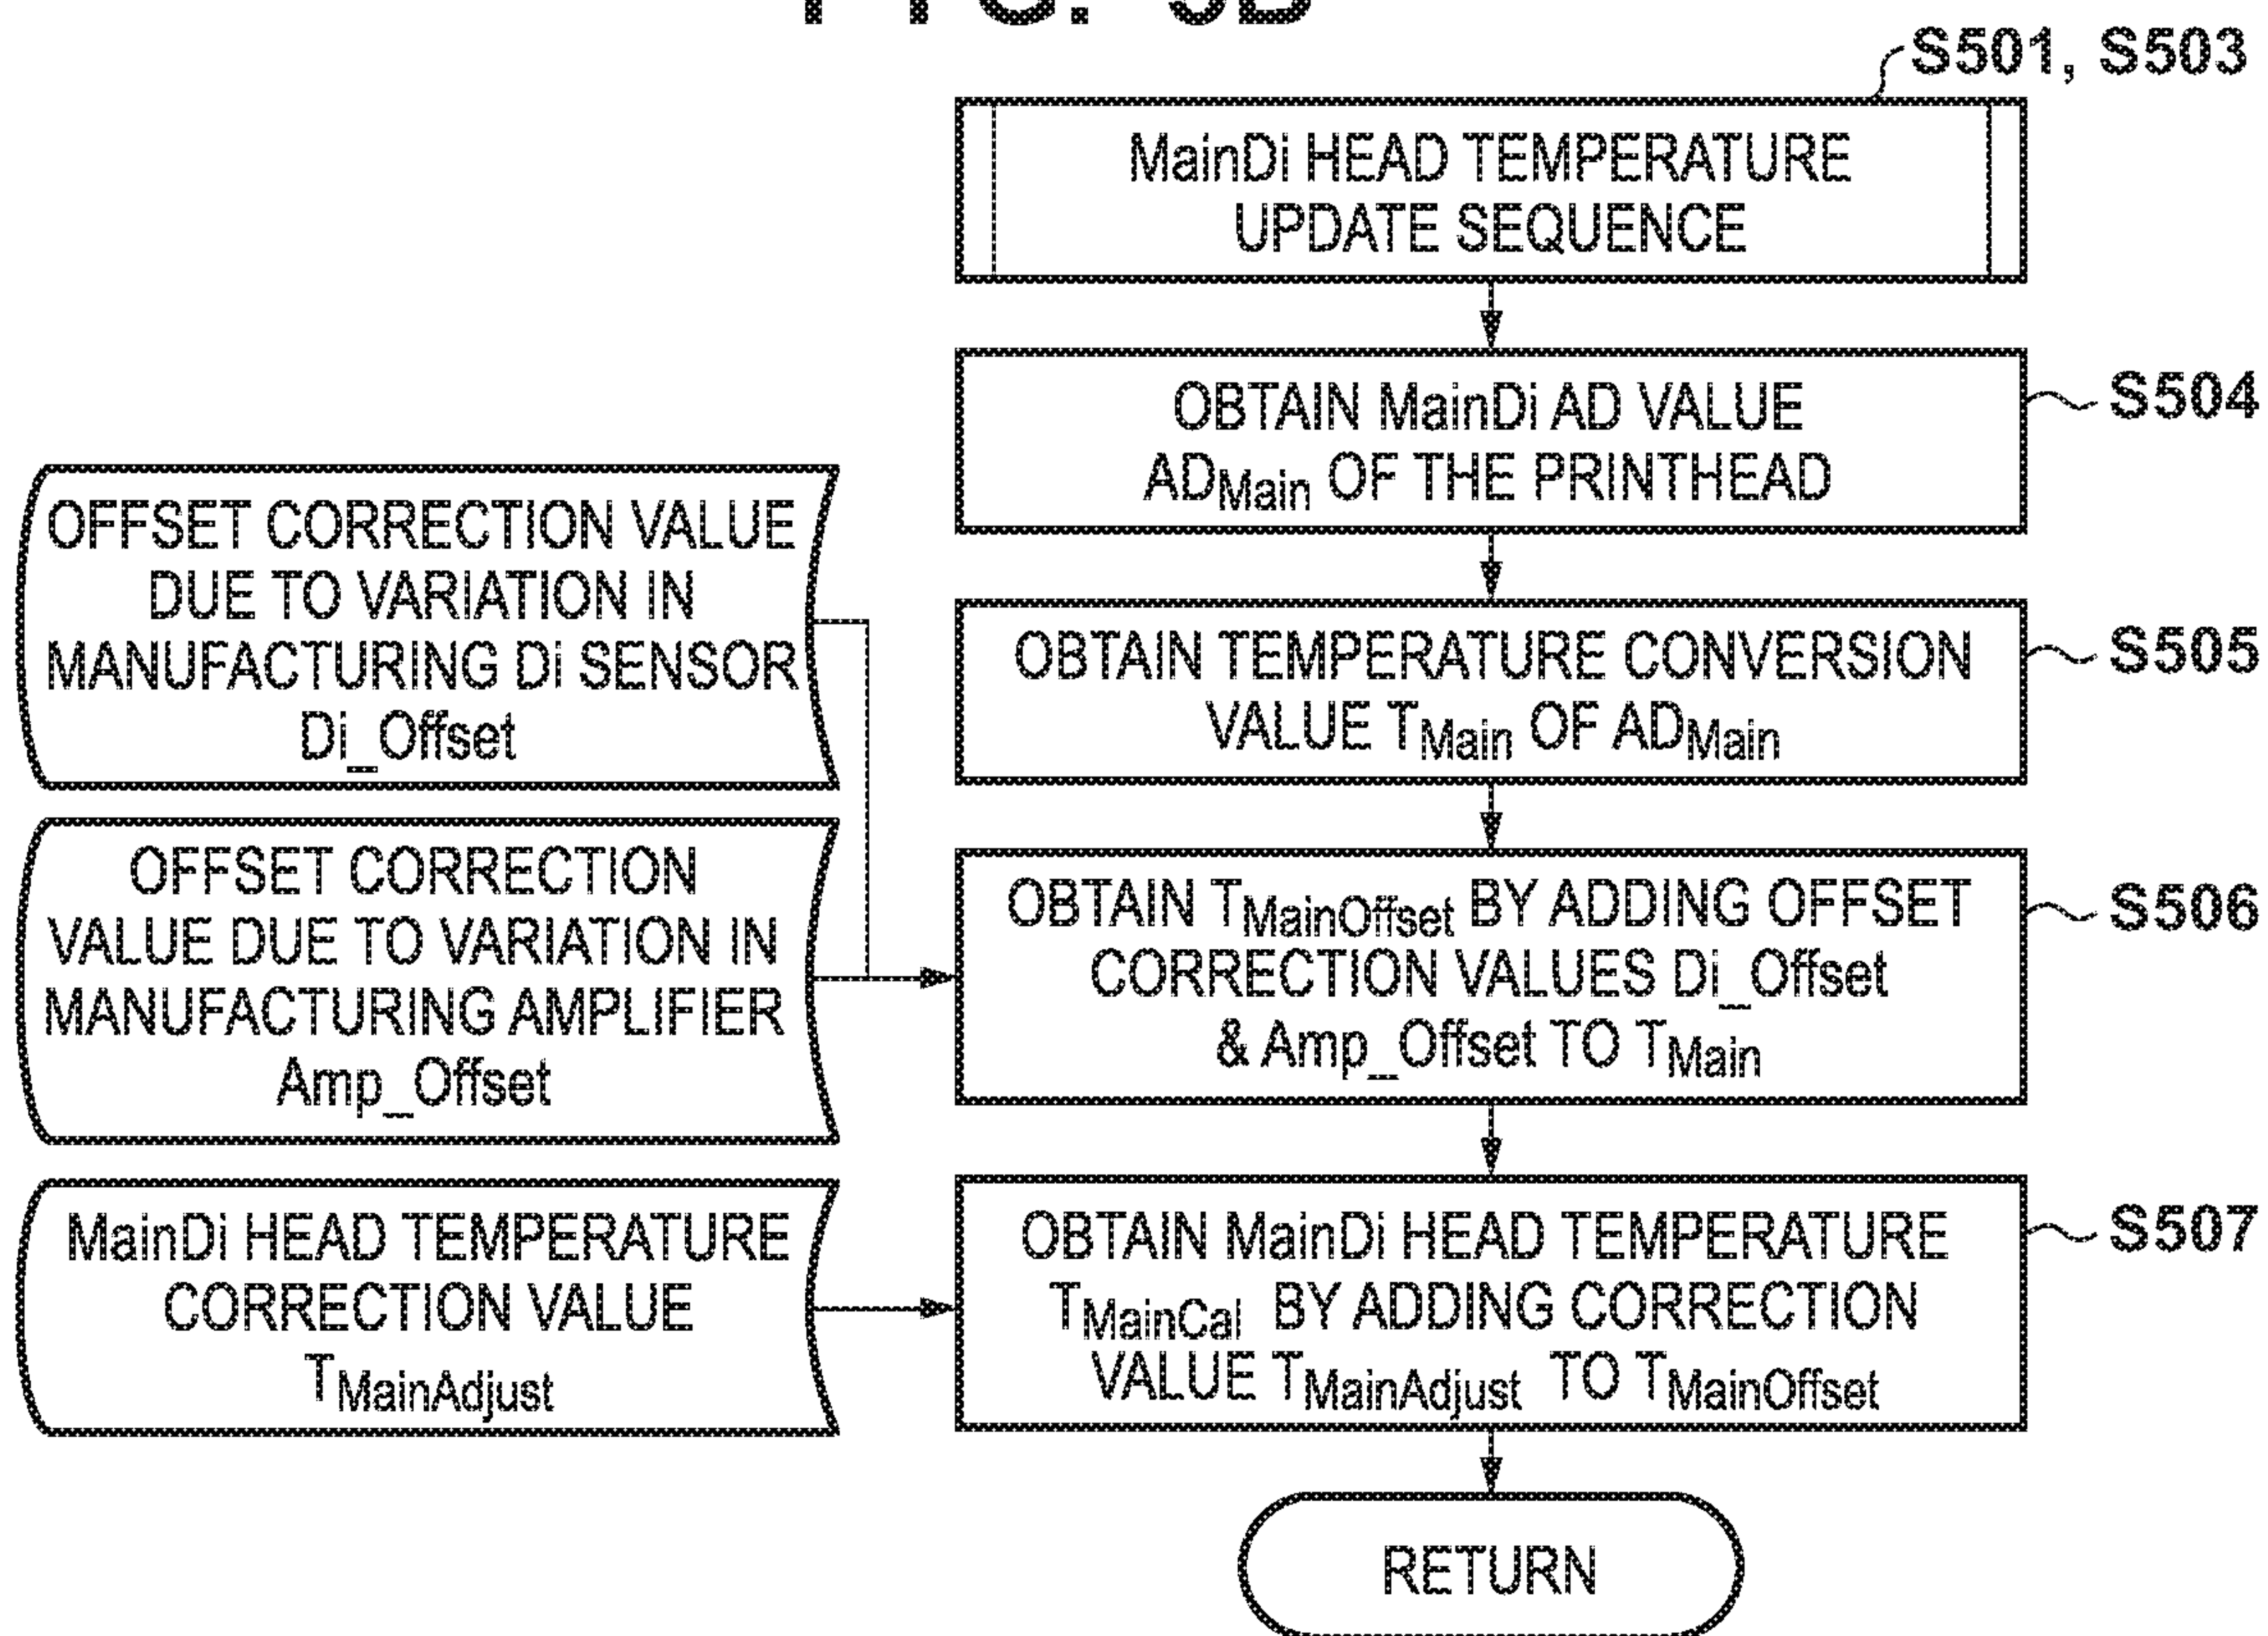 S501, S503
MainDi HEAD TEMPERATURE
UPDATE SEQUENCE
OBTAIN MainDi AD VALUE
ADMain OF THE PRINTHEAD
S504
OFFSET CORRECTION VALUE
DUE TO VARIATION IN
MANUFACTURING Di SENSOR
Di_Offset
OBTAIN TEMPERATURE CONVERSION
VALUE TMain OF ADMain
S505
OFFSET CORRECTION
VALUE DUE TO VARIATION IN
MANUFACTURING AMPLIFIER
Amp_Offset
OBTAIN TMainOffset BY ADDING OFFSET
CORRECTION VALUES Di_Offset
& Amp_Offset TO TMain
S506
MainDi HEAD TEMPERATURE
CORRECTION VALUE
TMainAdjust
OBTAIN MainDi HEAD TEMPERATURE
TMainCal BY ADDING CORRECTION
VALUE TMainAdjust TO TMainOffset
S507
RETURN